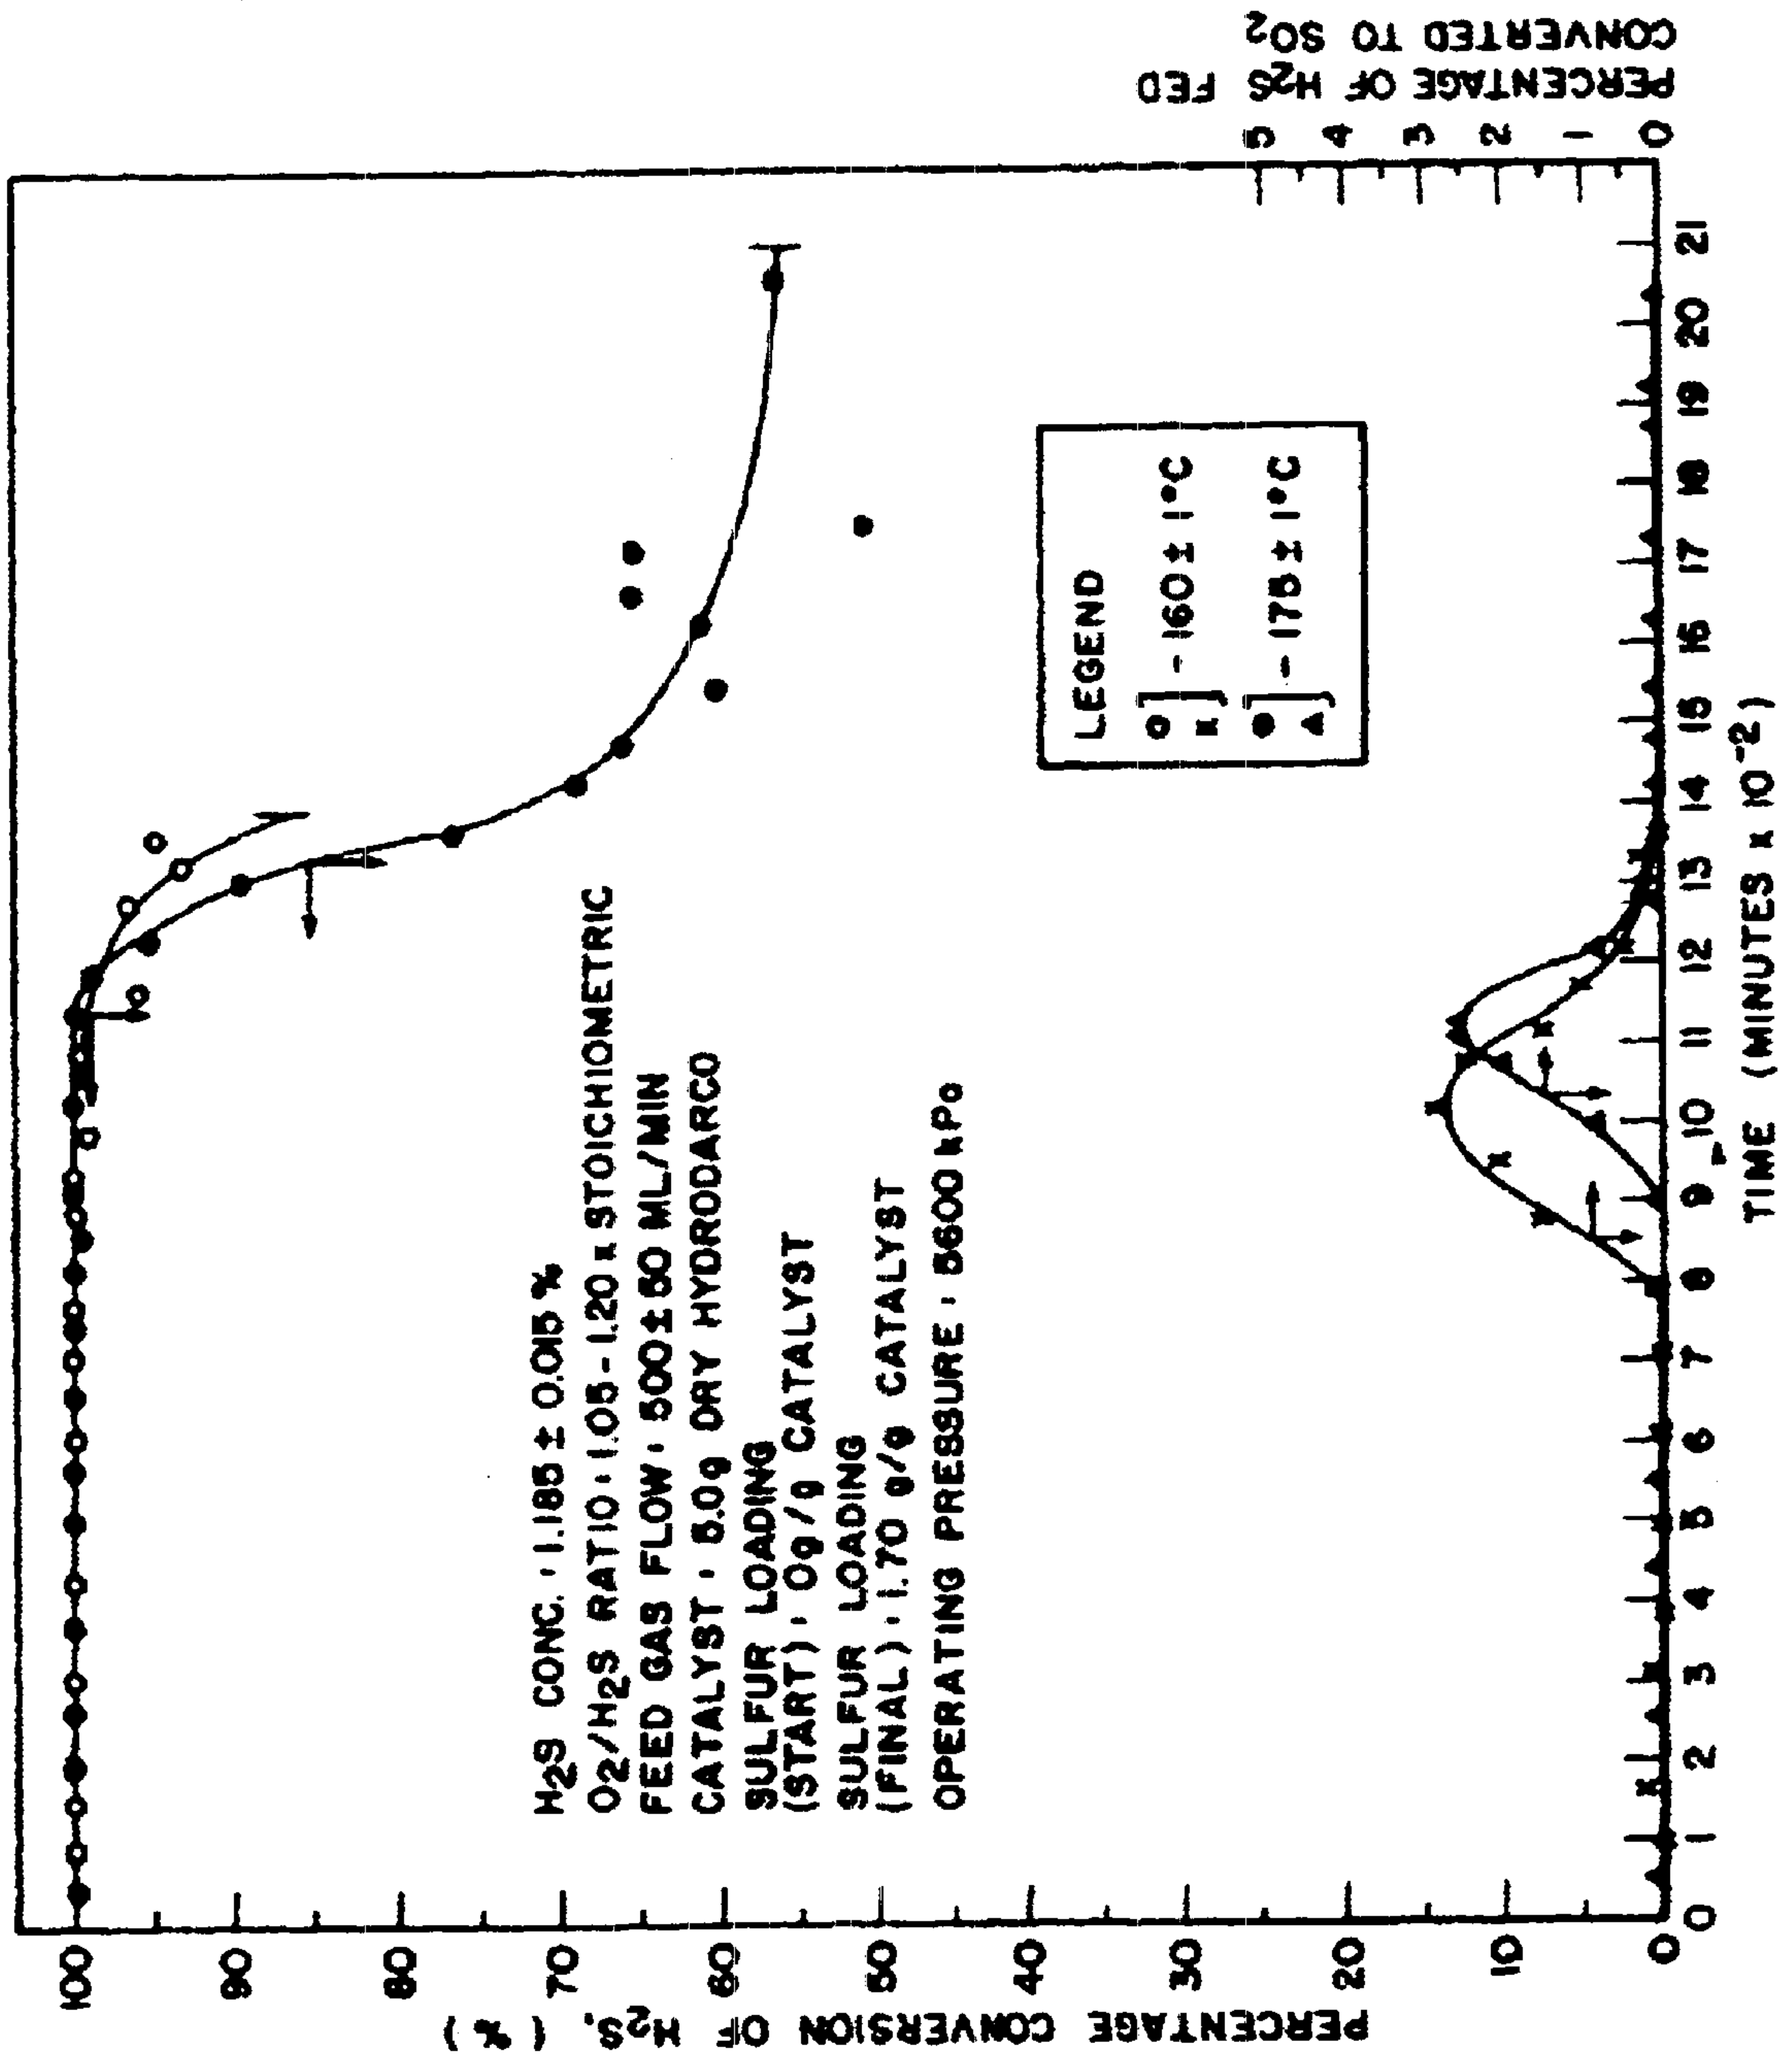 PERCENTAGE CONVERSION OF H2S, (%)
100
90
80
70
60
50
40
30
20
10
0
H2S CONC. : 1.185 ± 0.015 %
O2/H2S RATIO : 1.05 - 1.20 x STOICHIOMETRIC
FEED GAS FLOW : 500 ± 50 ML/MIN
CATALYST : 5.0g DRY HYDRODARCO
SULFUR LOADING
(START) : 0g/g CATALYST
SULFUR LOADING
(FINAL) : 1.70 g/g CATALYST
OPERATING PRESSURE : 5600 kPa
LEGEND
o
x ] - 160 ± 1°C
●
▲ ] - 175 ± 1°C
0 1 2 3 4 5 6 7 8 9 10 11 12 13 14 15 16 17 18 19 20 21
TIME (MINUTES x 10⁻²)
5
4
3
2
1
0
PERCENTAGE OF H2S FED
CONVERTED TO SO2